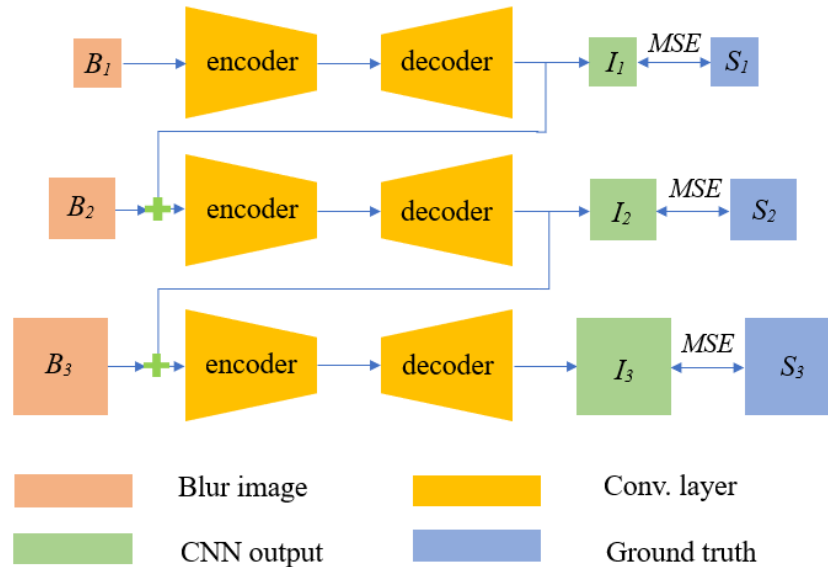 B1 encoder decoder I1 MSE S1
B2 encoder decoder I2 MSE S2
B3 encoder decoder I3 MSE S3
Blur image Conv. layer
CNN output Ground truth